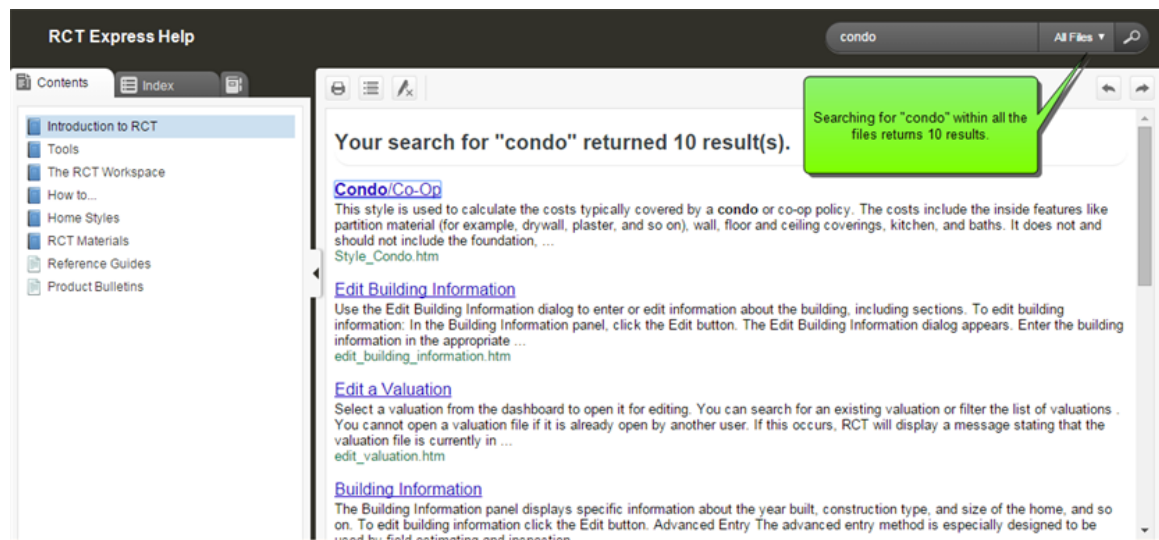 RCT Express Help
condo
All Files ▼
Contents
Index
Introduction to RCT
Tools
The RCT Workspace
How to...
Home Styles
RCT Materials
Reference Guides
Product Bulletins
Searching for "condo" within all the
files returns 10 results.
Your search for "condo" returned 10 result(s).
Condo/Co-Op
This style is used to calculate the costs typically covered by a condo or co-op policy. The costs include the inside features like
partition material (for example, drywall, plaster, and so on), wall, floor and ceiling coverings, kitchen, and baths. It does not and
should not include the foundation, ...
Style_Condo.htm
Edit Building Information
Use the Edit Building Information dialog to enter or edit information about the building, including sections. To edit building
information: In the Building Information panel, click the Edit button. The Edit Building Information dialog appears. Enter the building
information in the appropriate ...
edit_building_information.htm
Edit a Valuation
Select a valuation from the dashboard to open it for editing. You can search for an existing valuation or filter the list of valuations .
You cannot open a valuation file if it is already open by another user. If this occurs, RCT will display a message stating that the
valuation file is currently in ...
edit_valuation.htm
Building Information
The Building Information panel displays specific information about the year built, construction type, and size of the home, and so
on. To edit building information click the Edit button. Advanced Entry The advanced entry method is especially designed to be
used by field estimating and inspection